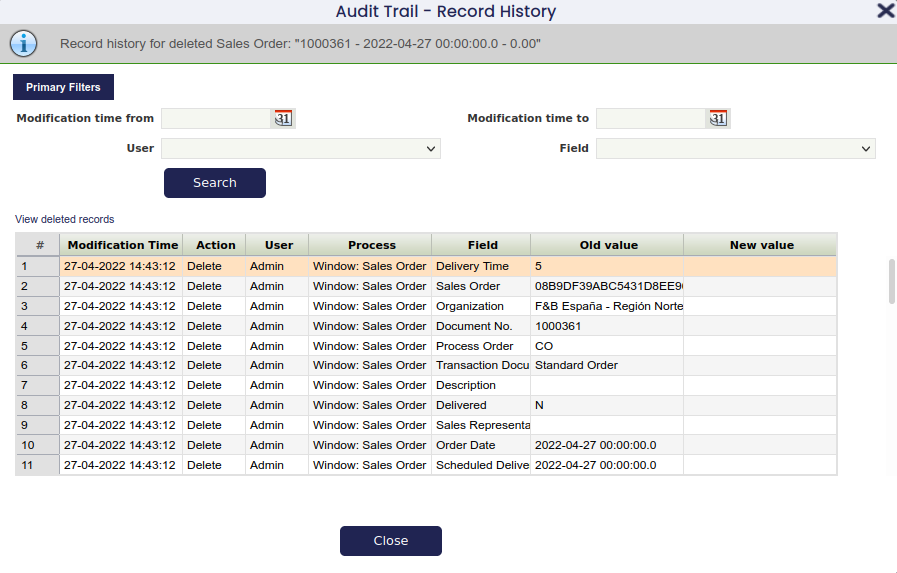 Audit Trail - Record History
Record history for deleted Sales Order: "1000361 - 2022-04-27 00:00:00.0 - 0.00"
Primary Filters
Modification time from 31 Modification time to 31
User Field
Search
View deleted records
# Modification Time Action User Process Field Old value New value
1 27-04-2022 14:43:12 Delete Admin Window: Sales Order Delivery Time 5
2 27-04-2022 14:43:12 Delete Admin Window: Sales Order Sales Order 08B9DF39ABC5431D8EE9
3 27-04-2022 14:43:12 Delete Admin Window: Sales Order Organization F&B España - Región Norte
4 27-04-2022 14:43:12 Delete Admin Window: Sales Order Document No. 1000361
5 27-04-2022 14:43:12 Delete Admin Window: Sales Order Process Order CO
6 27-04-2022 14:43:12 Delete Admin Window: Sales Order Transaction Docu Standard Order
7 27-04-2022 14:43:12 Delete Admin Window: Sales Order Description
8 27-04-2022 14:43:12 Delete Admin Window: Sales Order Delivered N
9 27-04-2022 14:43:12 Delete Admin Window: Sales Order Sales Representa
10 27-04-2022 14:43:12 Delete Admin Window: Sales Order Order Date 2022-04-27 00:00:00.0
11 27-04-2022 14:43:12 Delete Admin Window: Sales Order Scheduled Delive 2022-04-27 00:00:00.0
Close